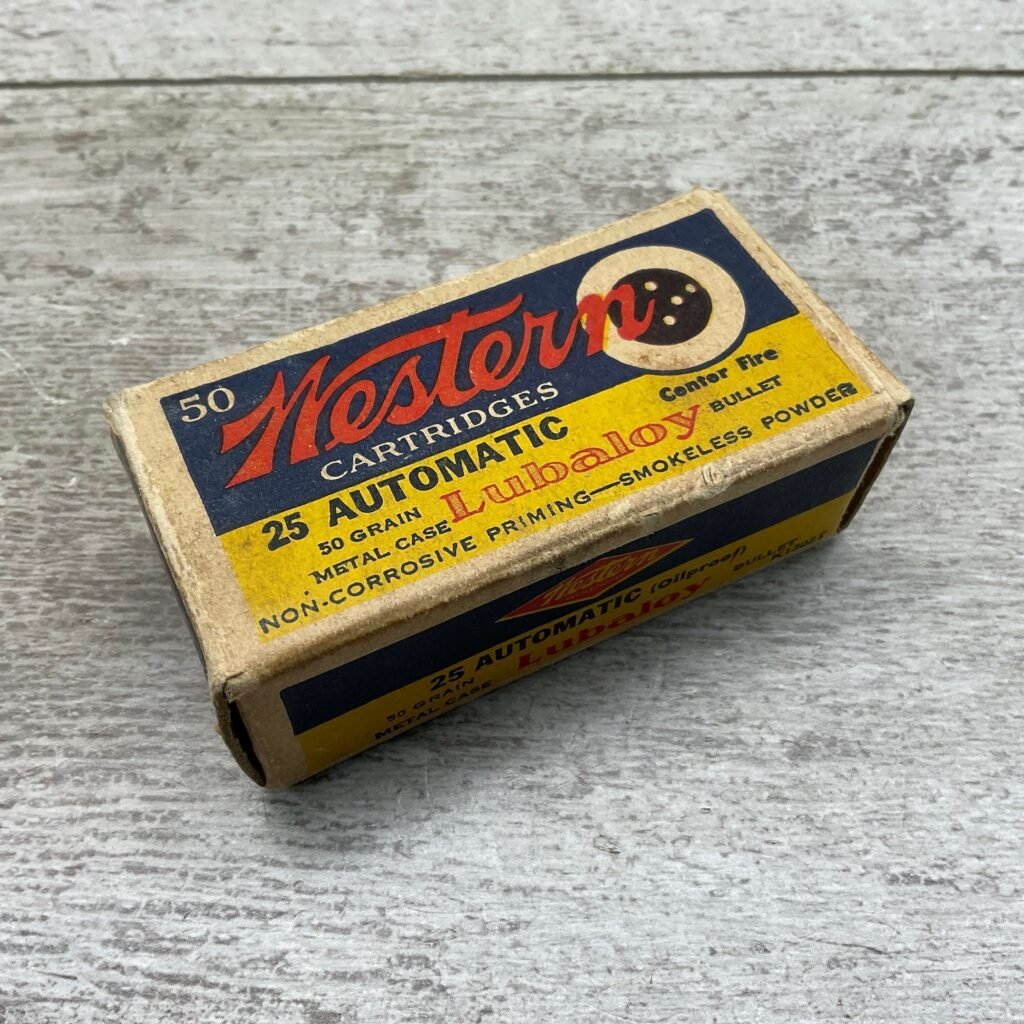 50 Western
CARTRIDGES
25 AUTOMATIC Center Fire
50 GRAIN
METAL CASE Lubaloy BULLET
NON-CORROSIVE PRIMING—SMOKELESS POWDER
Western
25 AUTOMATIC (Oilproof)
50 GRAIN
METAL CASE Lubaloy BULLET